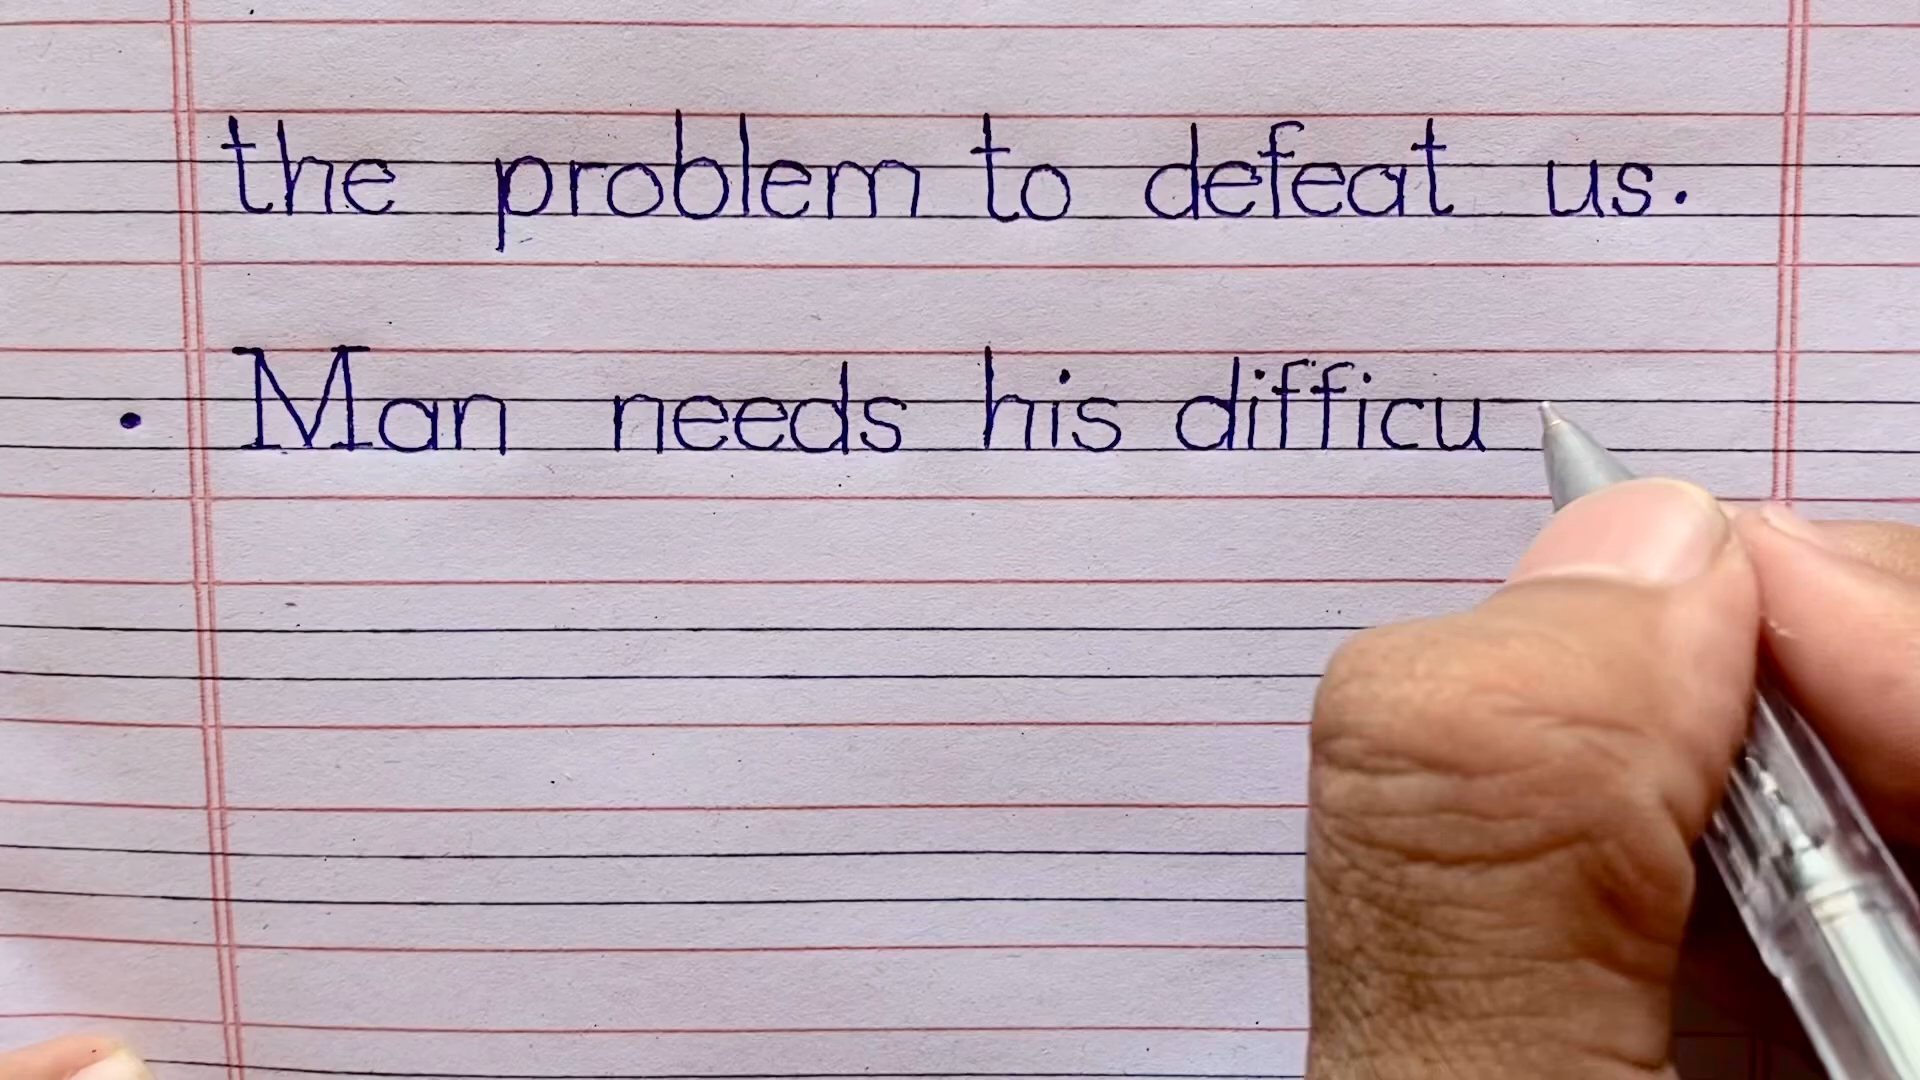 the problem to defeat us.
• Man needs his difficu